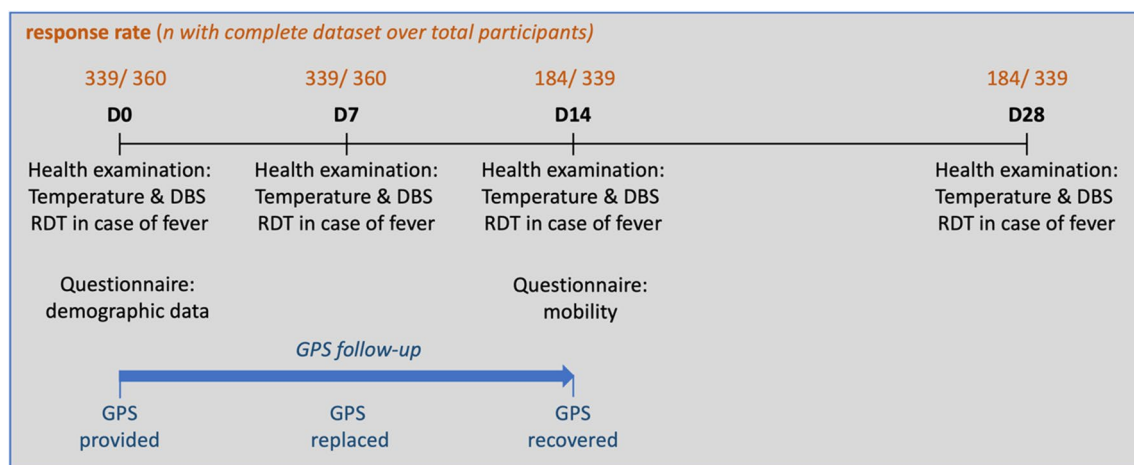 response rate (n with complete dataset over total participants)
339/ 360 339/ 360 184/ 339 184/ 339
D0 D7 D14 D28
Health examination: Health examination: Health examination: Health examination:
Temperature & DBS Temperature & DBS Temperature & DBS Temperature & DBS
RDT in case of fever RDT in case of fever RDT in case of fever RDT in case of fever
Questionnaire: Questionnaire:
demographic data mobility
GPS follow-up
GPS GPS GPS
provided replaced recovered